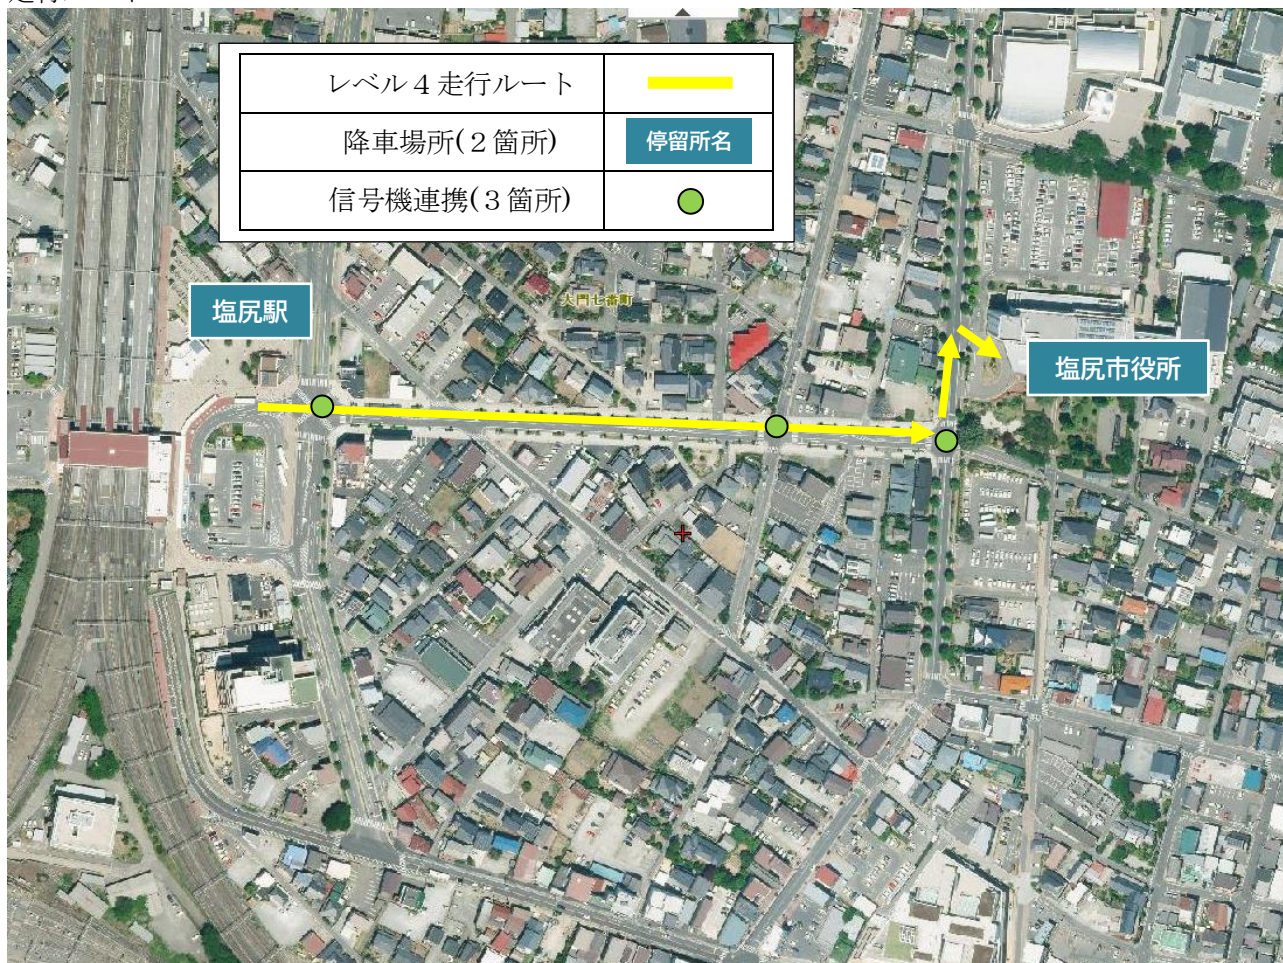 レベル４走行ルート
降車場所(２箇所)
停留所名
信号機連携(３箇所)
塩尻駅
大門七番町
塩尻市役所